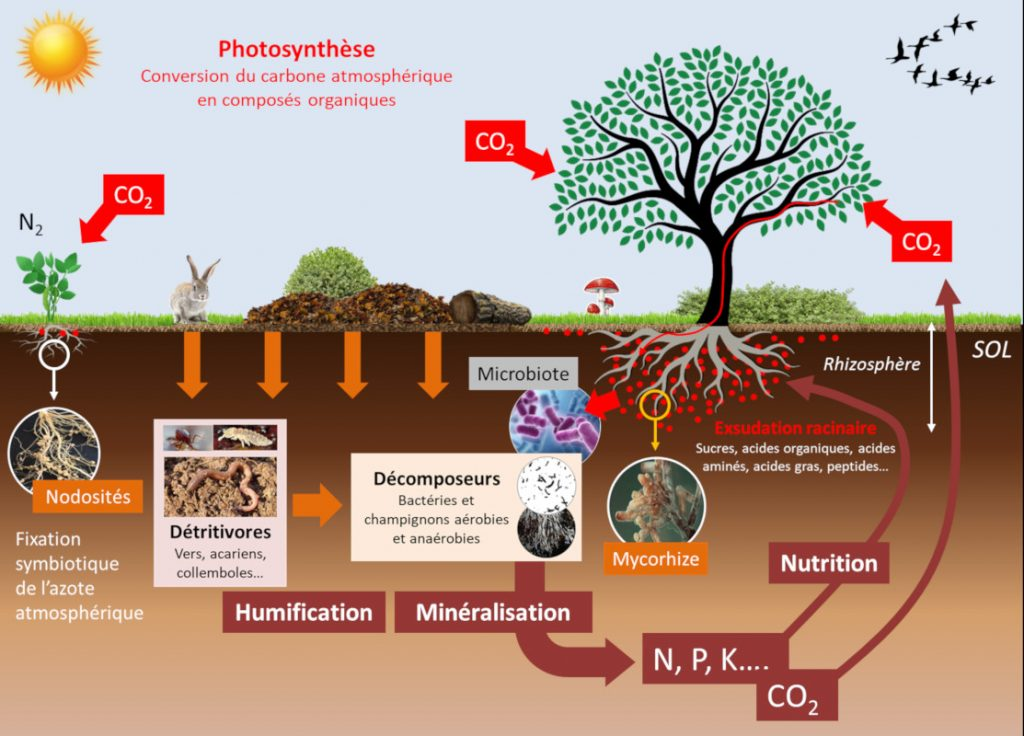 Photosynthèse
Conversion du carbone atmosphérique
en composés organiques
CO₂
CO₂
N₂
CO₂
SOL
Rhizosphère
Microbiote
Exsudation racinaire
Sucres, acides organiques, acides
aminés, acides gras, peptides...
Nodosités
Fixation
symbiotique
de l'azote
atmosphérique
Détritivores
Vers, acariens,
collemboles...
Décomposeurs
Bactéries et
champignons aérobies
et anaérobies
Mycorhize
Nutrition
Humification
Minéralisation
N, P, K....
CO₂